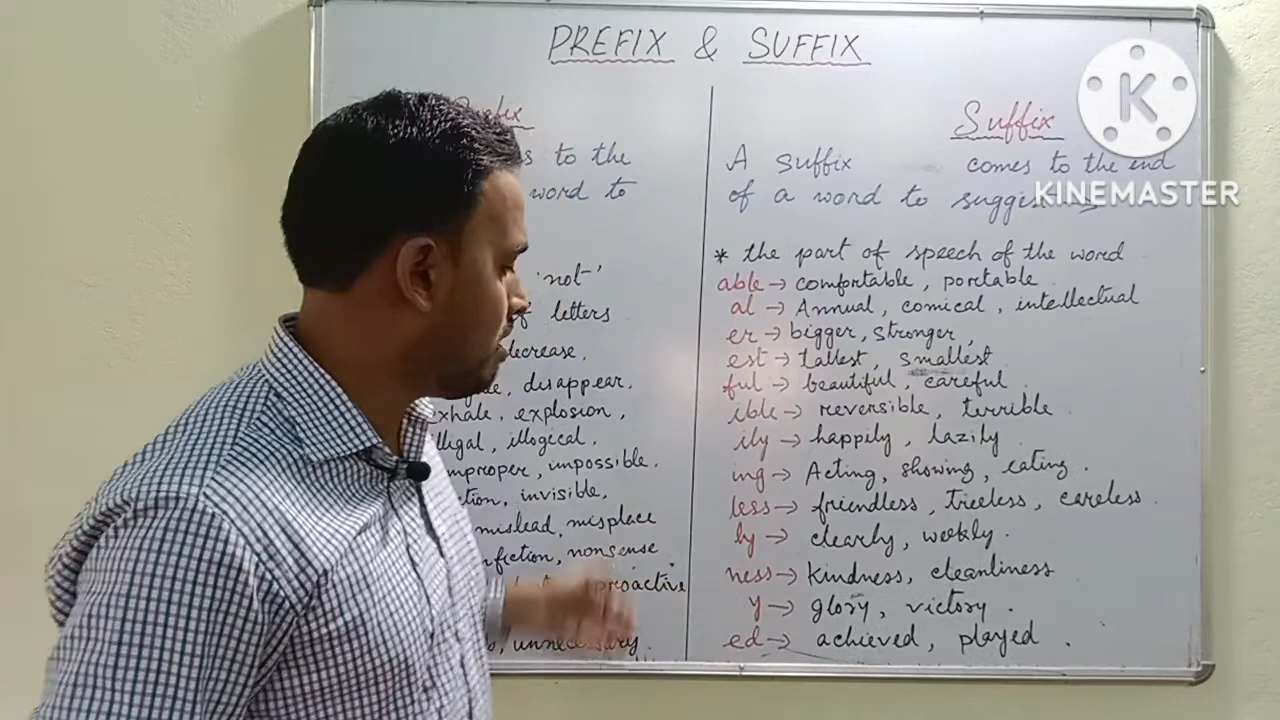 PREFIX & SUFFIX
Prefix
to the
word to
'not'
of letters
decrease,
disappear,
exhale, explosion,
illogical,
improper, impossible,
invisible,
mislead, misplace
nonsense
proactive
unnecessary
Suffix
A suffix comes to the end
of a word to suggest
* the part of speech of the word
able → comfortable, portable
al → Annual, comical, intellectual
er → bigger, stronger,
est → tallest, smallest
ful → beautiful, careful
ible → reversible, terrible
ily → happily, lazily
ing → Acting, showing, eating.
less → friendless, treeless, careless.
ly → clearly, weekly.
ness → kindness, cleanliness
y → glory, victory.
ed → achieved, played.
K
KINEMASTER